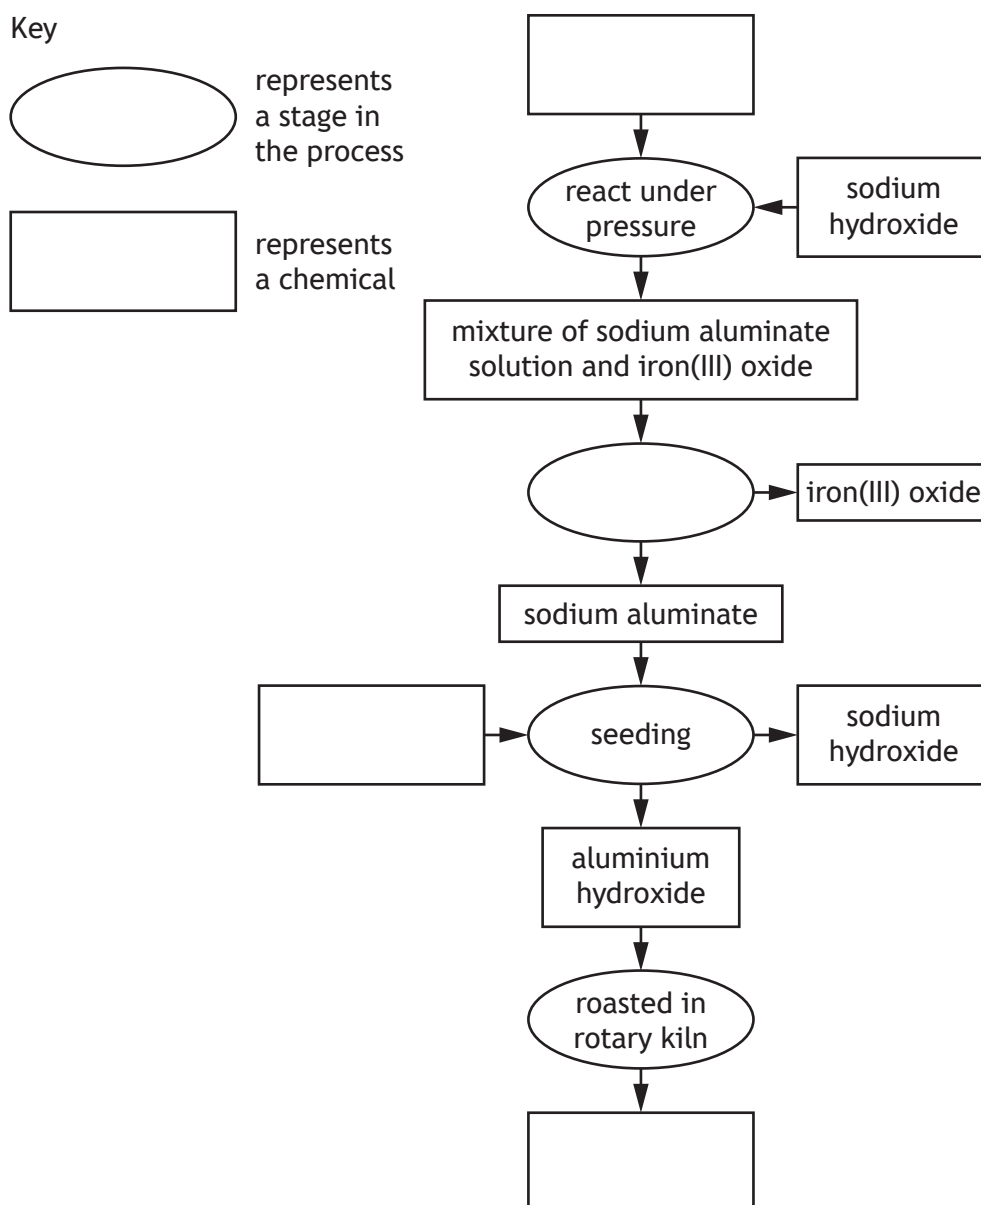 Key
represents
a stage in
the process
represents
a chemical
react under
pressure
sodium
hydroxide
mixture of sodium aluminate
solution and iron(III) oxide
iron(III) oxide
sodium aluminate
seeding
sodium
hydroxide
aluminium
hydroxide
roasted in
rotary kiln